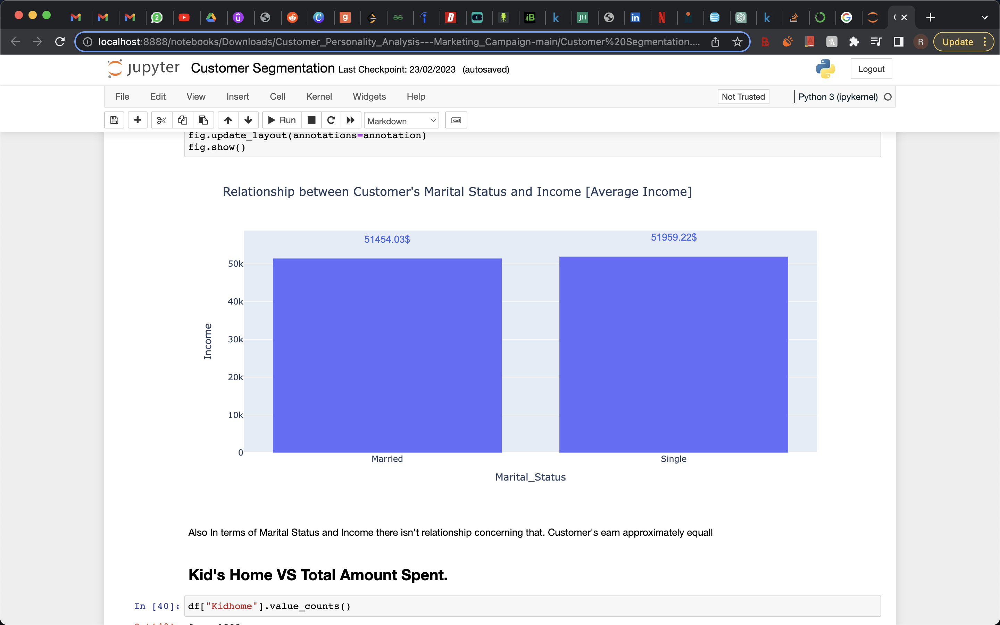 2
localhost:8888/notebooks/Downloads/Customer_Personality_Analysis---Marketing_Campaign-main/Customer%20Segmentation....
R
Update
jupyter Customer Segmentation Last Checkpoint: 23/02/2023 (autosaved)
Logout
File Edit View Insert Cell Kernel Widgets Help
Not Trusted
Python 3 (ipykernel)
Run
Markdown
fig.update_layout(annotations=annotation)
fig.show()
Relationship between Customer's Marital Status and Income [Average Income]
51454.03$
51959.22$
50k
40k
30k
20k
10k
0
Income
Married
Single
Marital_Status
Also In terms of Marital Status and Income there isn't relationship concerning that. Customer's earn approximately equall
Kid's Home VS Total Amount Spent.
In [40]: df["Kidhome"].value_counts()